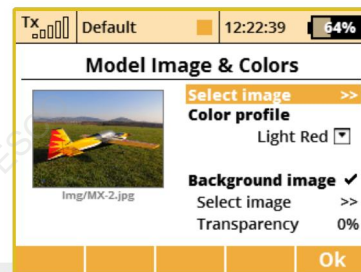 Tx Default 12:22:39 64%
Model Image & Colors
Select image >>
Color profile
Light Red
Img/MX-2.jpg
Background image ✔
Select image >>
Transparency 0%
Ok